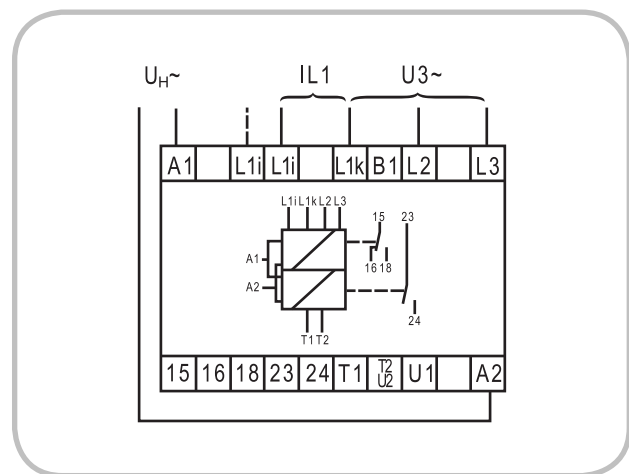 UH~ IL1 U3~
A1 L1i L1i L1k B1 L2 L3
L1i L1k L2 L3
15 23
A1
16 18
A2
24
T1 T2
15 16 18 23 24 T1 T2 U2 U1 A2